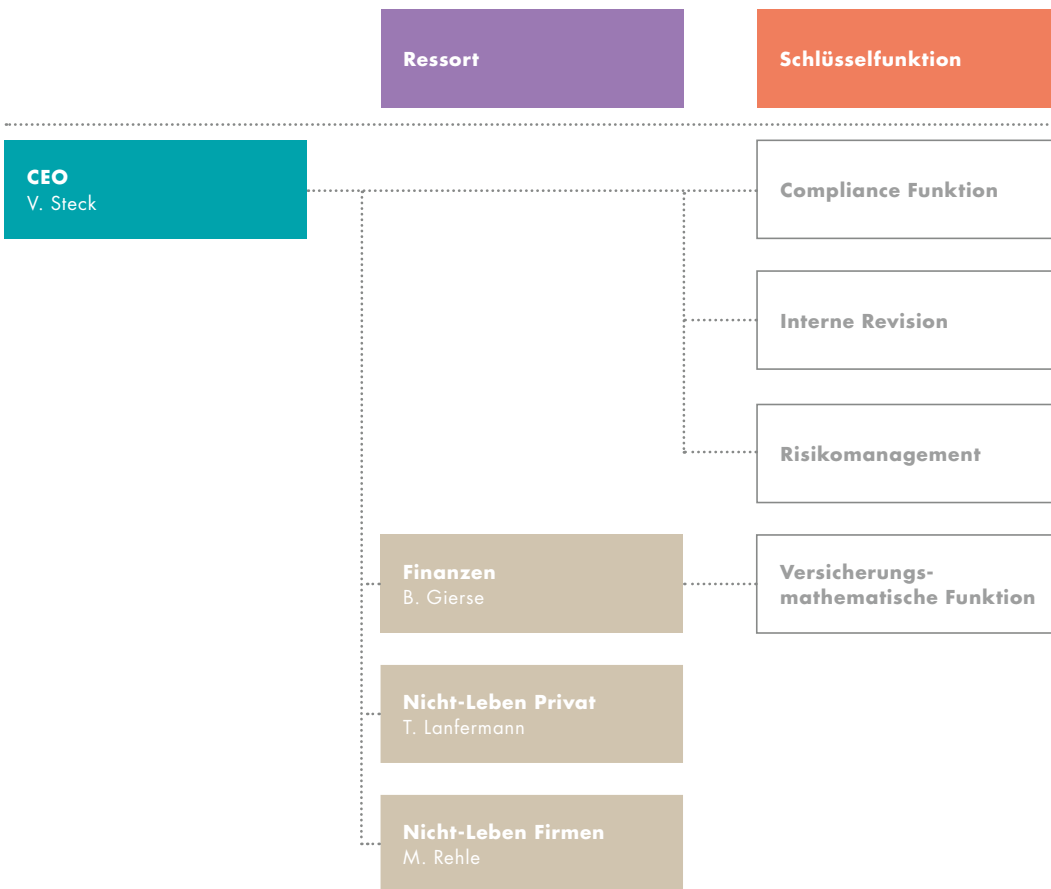 Ressort
Schlüsselfunktion
CEO
V. Steck
Compliance Funktion
Interne Revision
Risikomanagement
Finanzen
B. Gierse
Versicherungs-
mathematische Funktion
Nicht-Leben Privat
T. Lanfermann
Nicht-Leben Firmen
M. Rehle